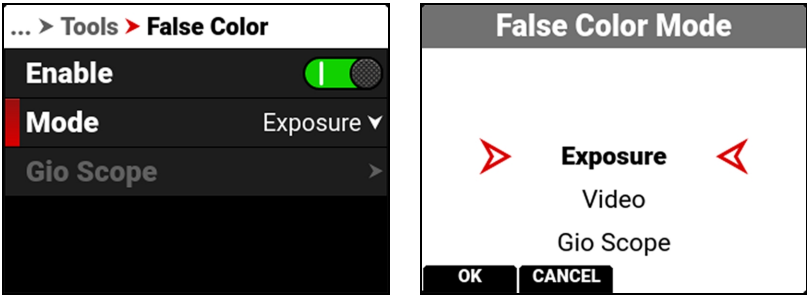 ... > Tools > False Color
Enable
Mode Exposure
Gio Scope >
False Color Mode
Exposure
Video
Gio Scope
OK CANCEL